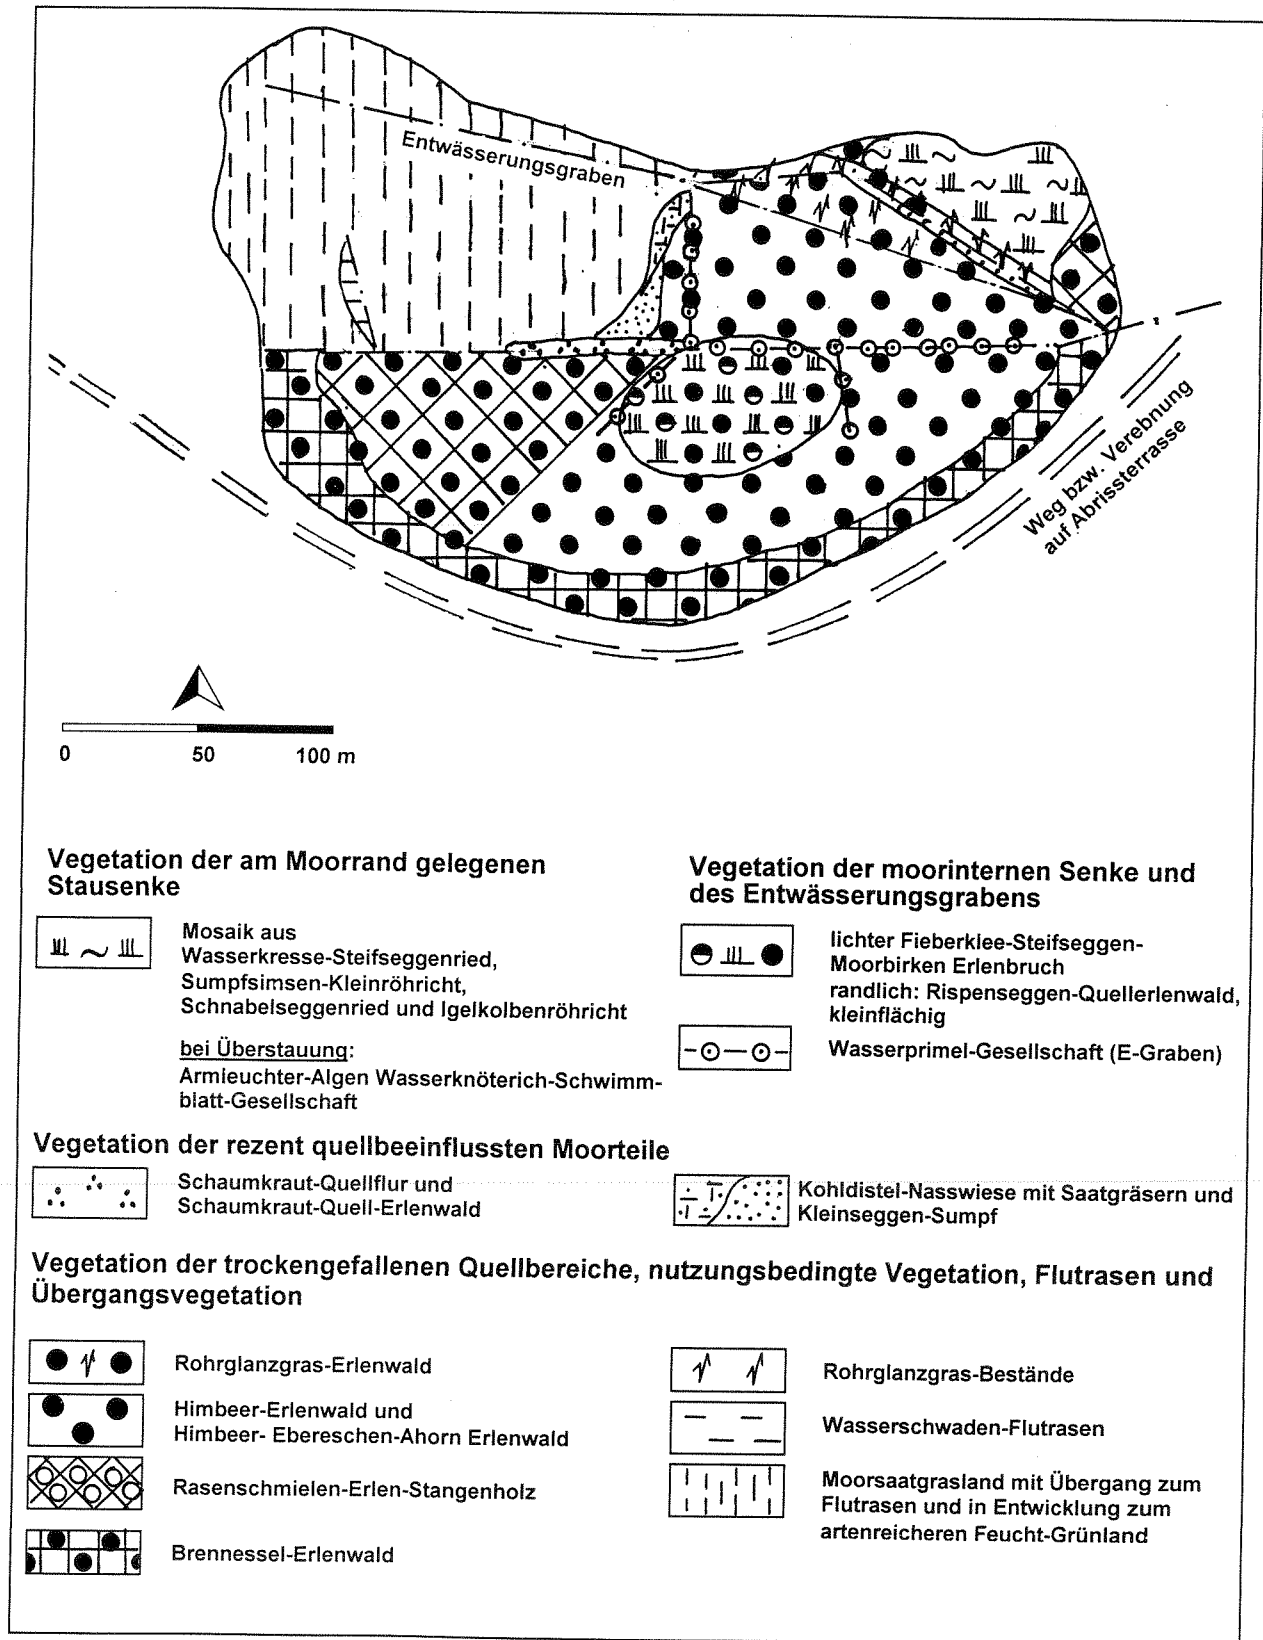 Entwässerungsgraben
Weg bzw. Verebnung
auf Abrissterrasse
0 50 100 m
Vegetation der am Moorrand gelegenen
Stausenke
Mosaik aus
Wasserkresse-Steifseggenried,
Sumpfsimsen-Kleinröhricht,
Schnabelseggenried und Igelkolbenröhricht
bei Überstauung:
Armleuchter-Algen Wasserknöterich-Schwimm-
blatt-Gesellschaft
Vegetation der moorinternen Senke und
des Entwässerungsgrabens
lichter Fieberklee-Steifseggen-
Moorbirken Erlenbruch
randlich: Rispenseggen-Quellerlenwald,
kleinflächig
Wasserprimel-Gesellschaft (E-Graben)
Vegetation der rezent quellbeeinflussten Moorteile
Schaumkraut-Quellflur und
Schaumkraut-Quell-Erlenwald
Kohldistel-Nasswiese mit Saatgräsern und
Kleinseggen-Sumpf
Vegetation der trockengefallenen Quellbereiche, nutzungsbedingte Vegetation, Flutrasen und
Übergangsvegetation
Rohrglanzgras-Erlenwald
Himbeer-Erlenwald und
Himbeer- Ebereschen-Ahorn Erlenwald
Rasenschmielen-Erlen-Stangenholz
Brennessel-Erlenwald
Rohrglanzgras-Bestände
Wasserschwaden-Flutrasen
Moorsaatgrasland mit Übergang zum
Flutrasen und in Entwicklung zum
artenreicheren Feucht-Grünland